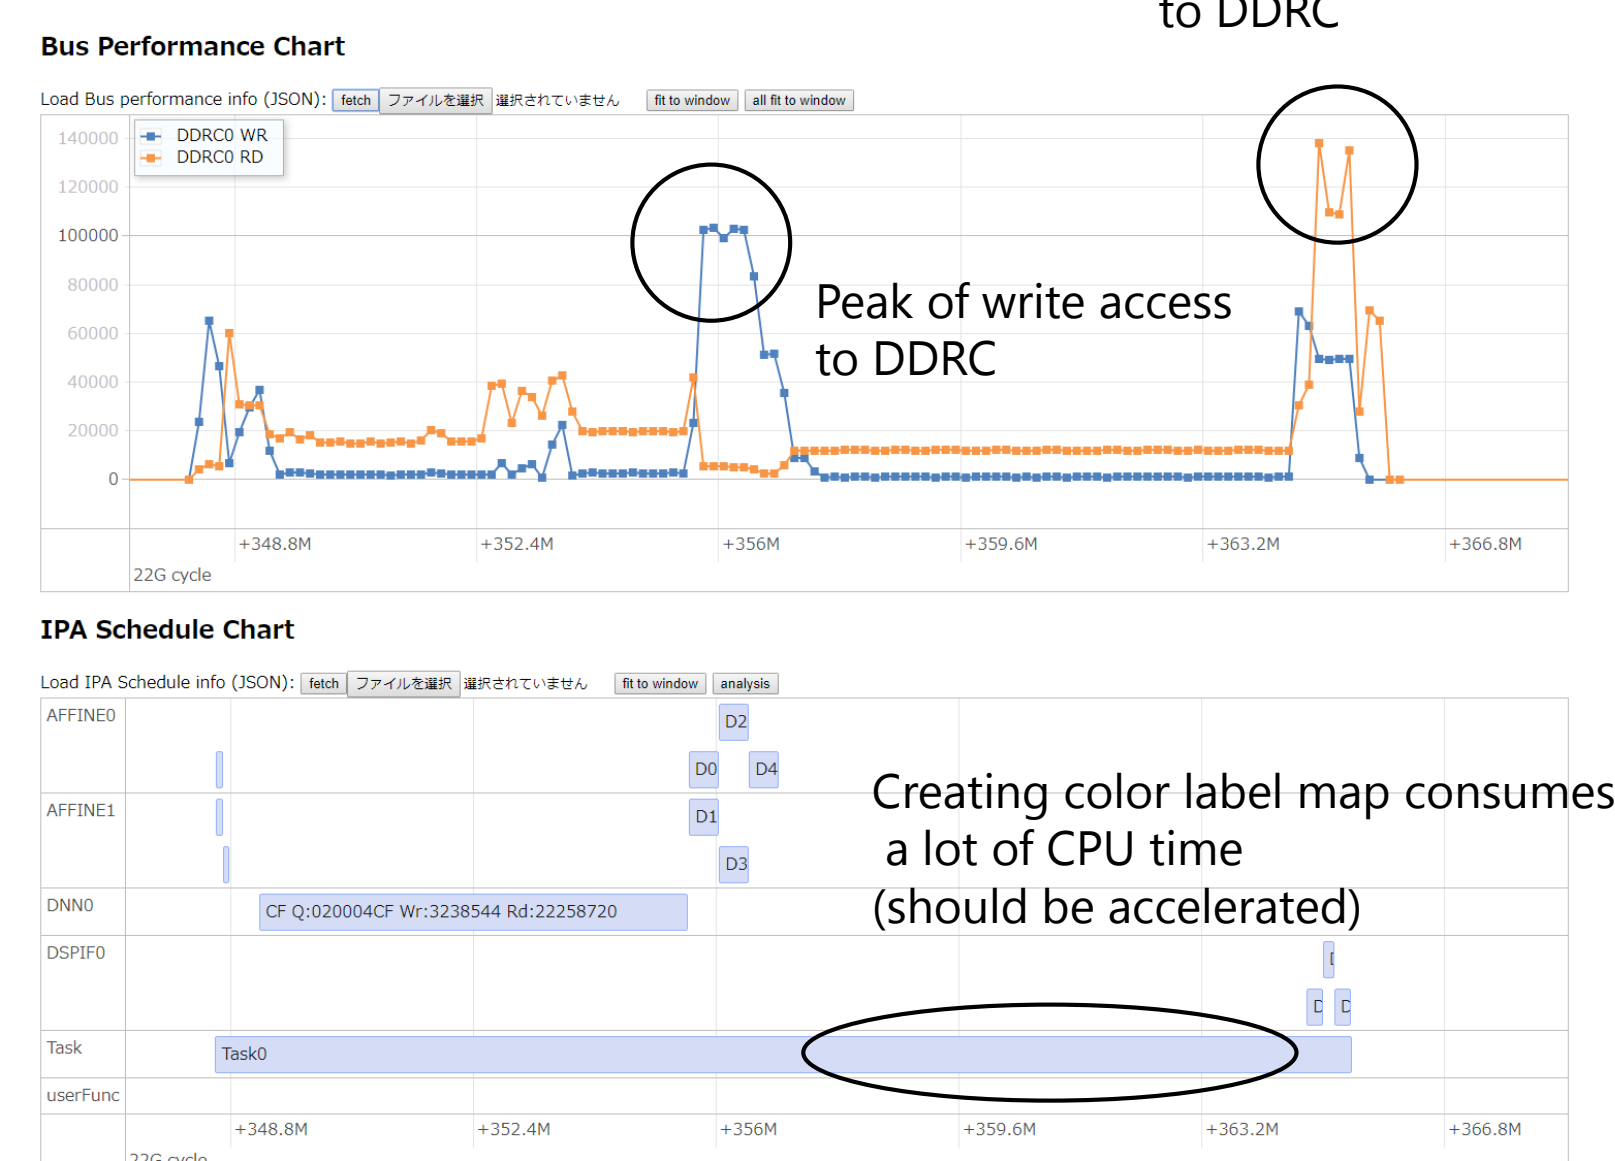 to DDRC
Bus Performance Chart
Load Bus performance info (JSON): fetch ファイルを選択 選択されていません fit to window all fit to window
DDRC0 WR
DDRC0 RD
140000
120000
100000
80000
60000
40000
20000
0
Peak of write access
to DDRC
+348.8M +352.4M +356M +359.6M +363.2M +366.8M
22G cycle
IPA Schedule Chart
Load IPA Schedule info (JSON): fetch ファイルを選択 選択されていません fit to window analysis
AFFINE0
D2
D0 D4
AFFINE1
D1
D3
Creating color label map consumes
a lot of CPU time
(should be accelerated)
DNN0
CF Q:020004CF Wr:3238544 Rd:22258720
DSPIF0
D D
Task
Task0
userFunc
+348.8M +352.4M +356M +359.6M +363.2M +366.8M
22G cycle